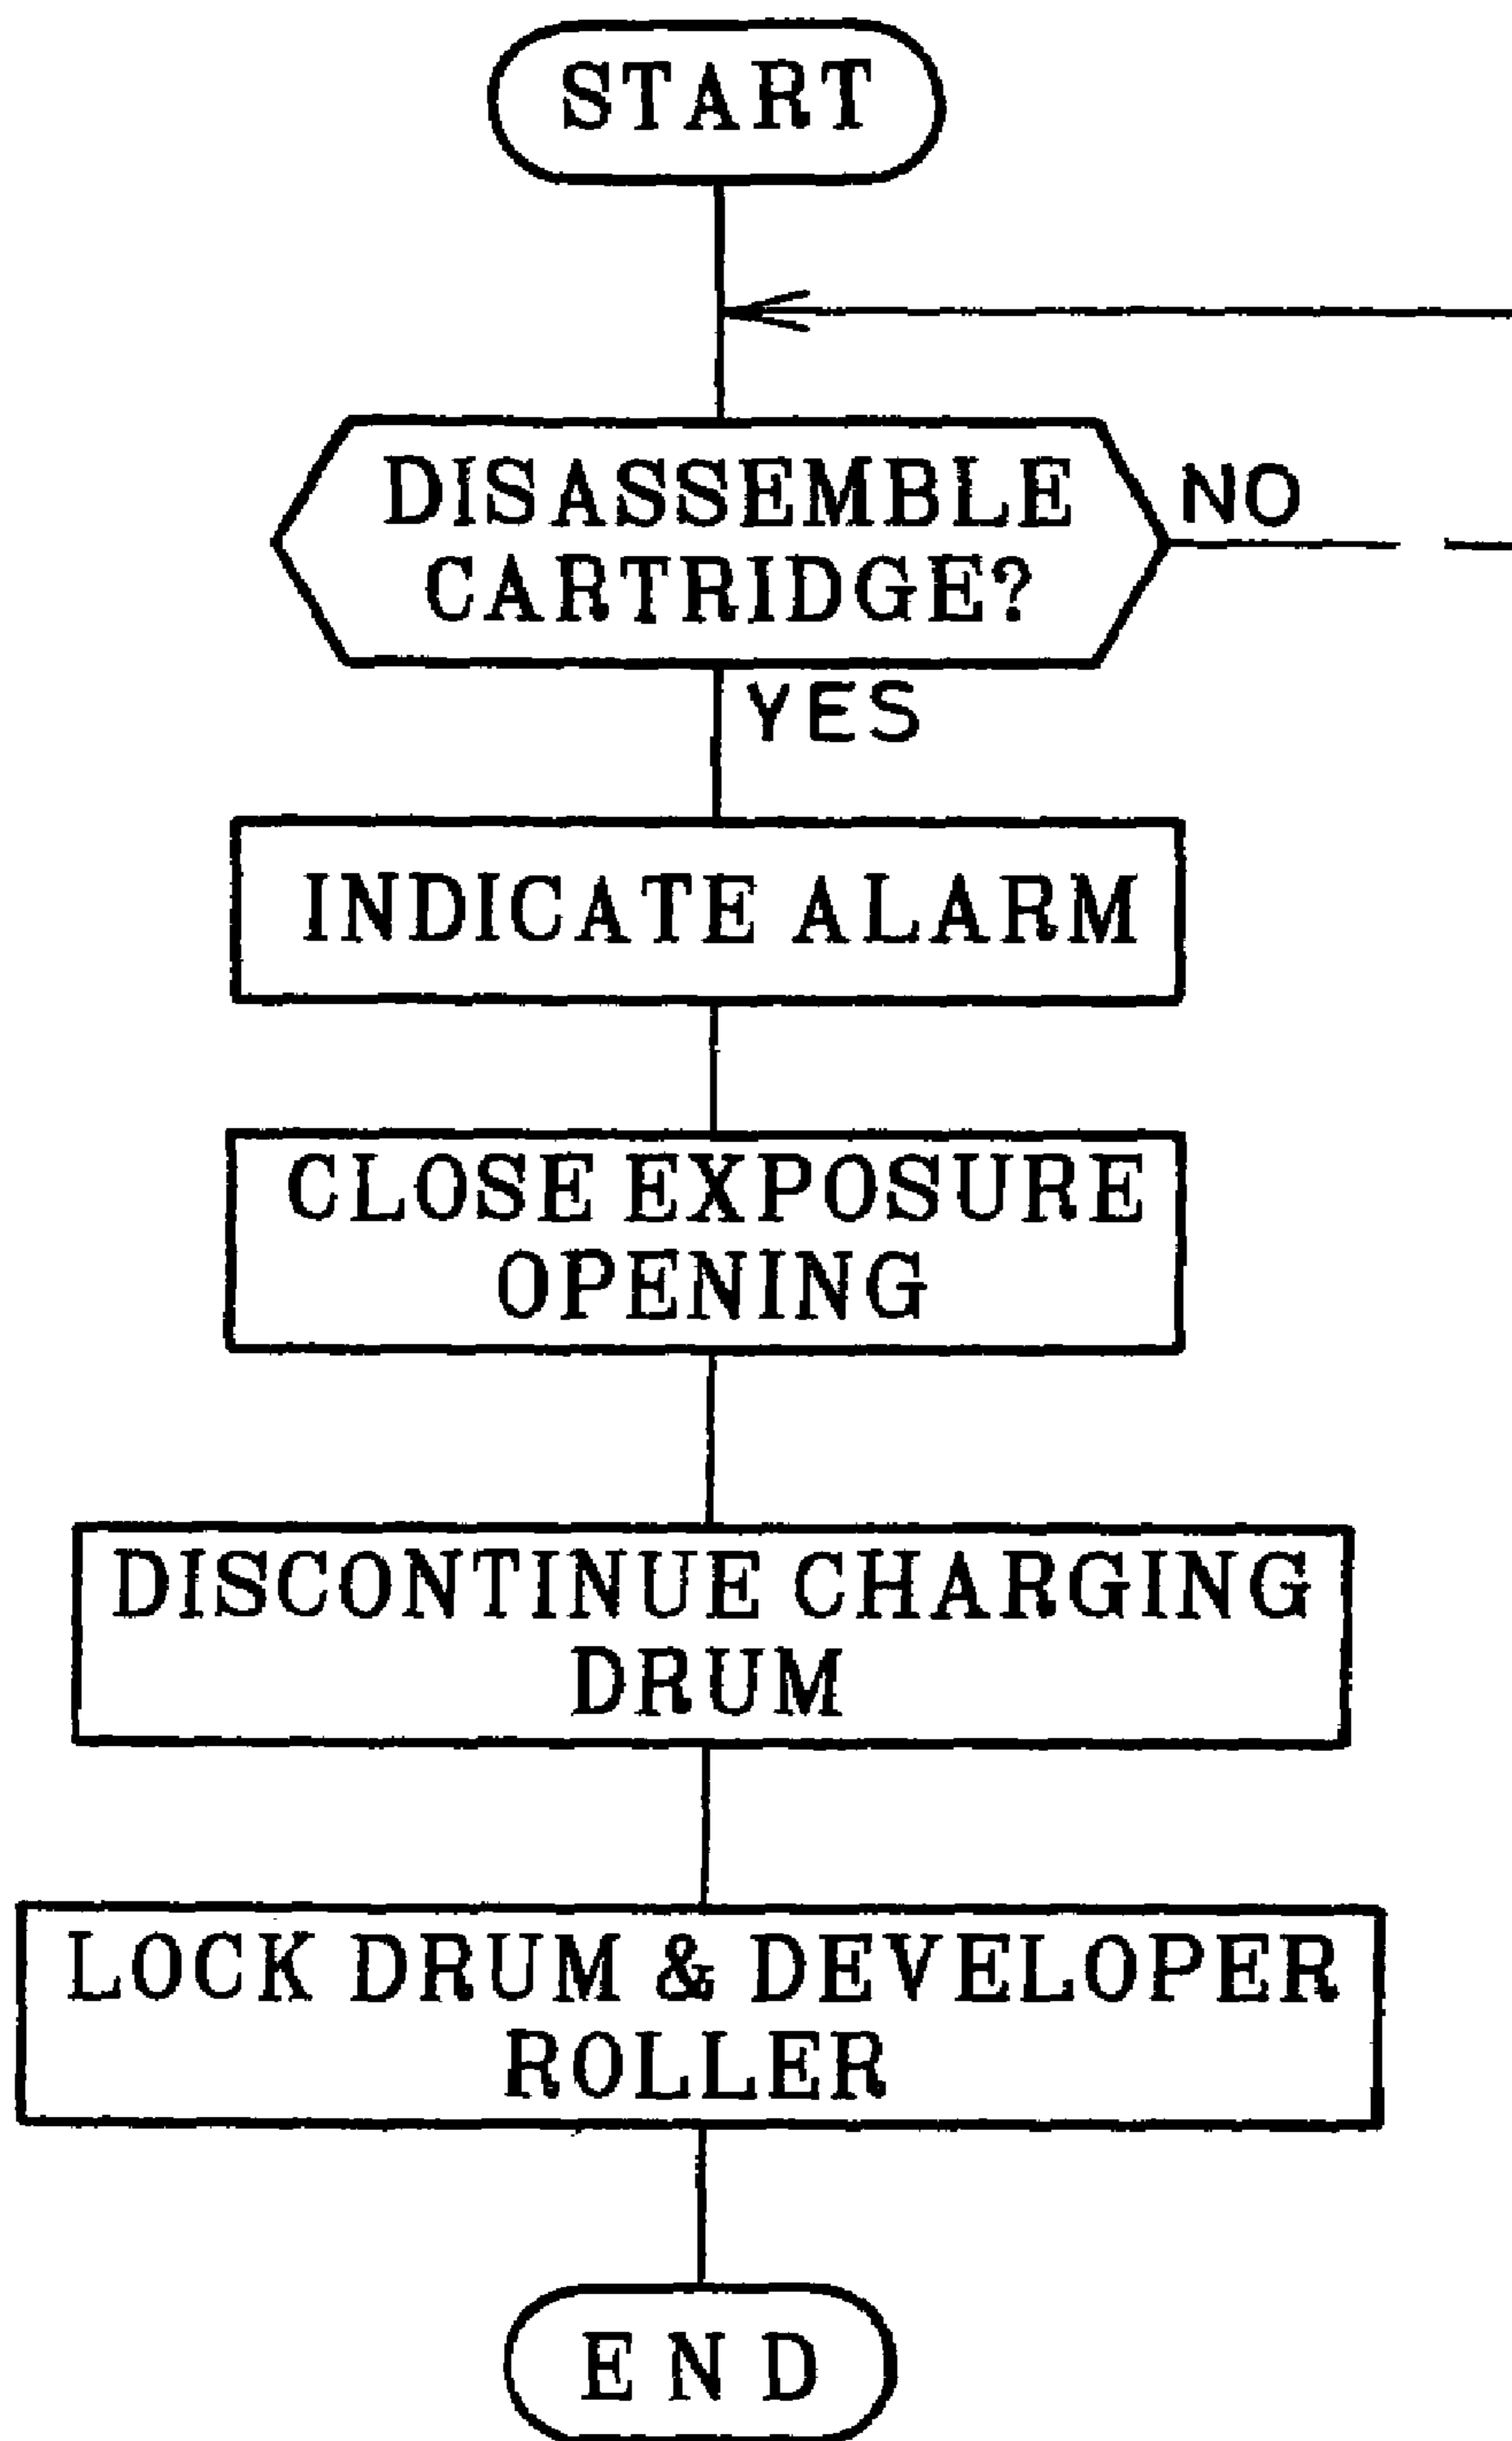 START
DISASSEMBLE
CARTRIDGE?
NO
YES
INDICATE ALARM
CLOSE EXPOSURE
OPENING
DISCONTINUE CHARGING
DRUM
LOCK DRUM & DEVELOPER
ROLLER
END